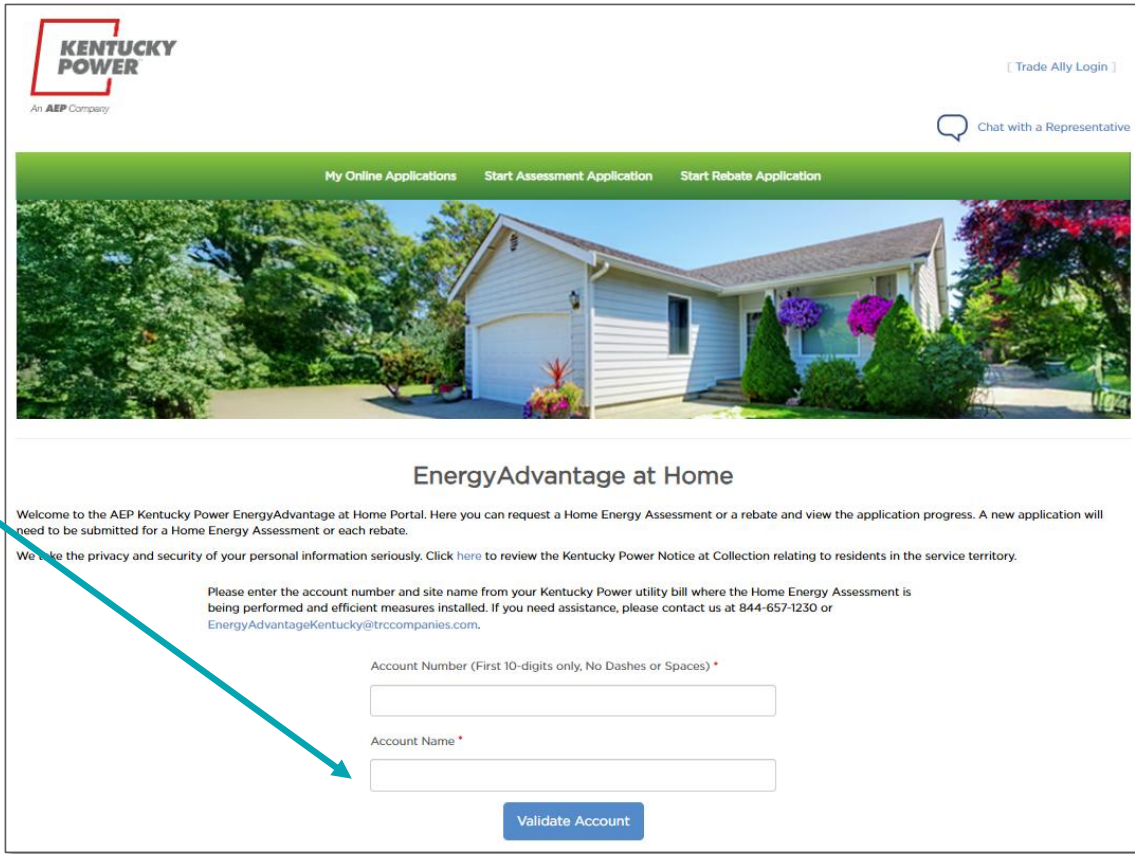 KENTUCKY
POWER
An AEP Company
[ Trade Ally Login ]
Chat with a Representative
My Online Applications Start Assessment Application Start Rebate Application
EnergyAdvantage at Home
Welcome to the AEP Kentucky Power EnergyAdvantage at Home Portal. Here you can request a Home Energy Assessment or a rebate and view the application progress. A new application will
need to be submitted for a Home Energy Assessment or each rebate.
We take the privacy and security of your personal information seriously. Click here to review the Kentucky Power Notice at Collection relating to residents in the service territory.
Please enter the account number and site name from your Kentucky Power utility bill where the Home Energy Assessment is
being performed and efficient measures installed. If you need assistance, please contact us at 844-657-1230 or
EnergyAdvantageKentucky@trccompanies.com.
Account Number (First 10-digits only, No Dashes or Spaces) *
Account Name *
Validate Account